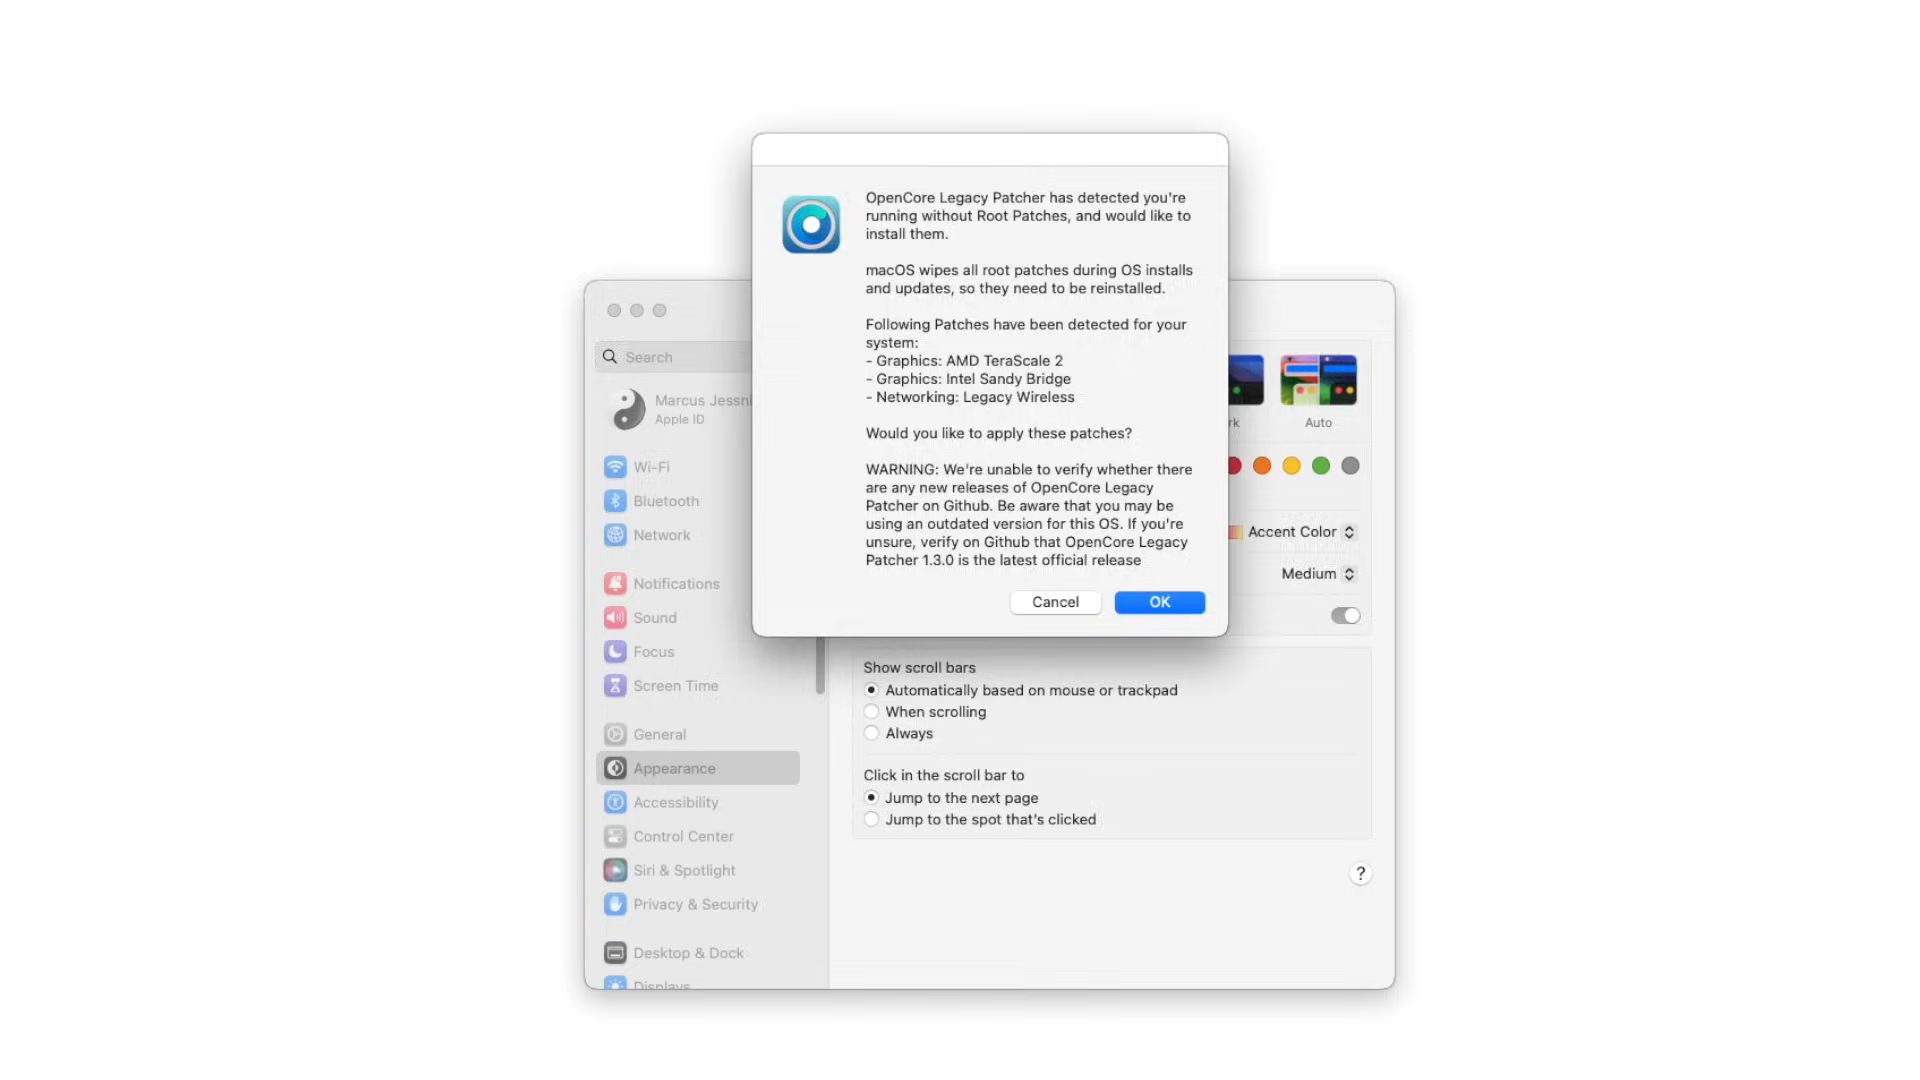 OpenCore Legacy Patcher has detected you're
running without Root Patches, and would like to
install them.
macOS wipes all root patches during OS installs
and updates, so they need to be reinstalled.
Following Patches have been detected for your
system:
- Graphics: AMD TeraScale 2
- Graphics: Intel Sandy Bridge
- Networking: Legacy Wireless
Would you like to apply these patches?
WARNING: We're unable to verify whether there
are any new releases of OpenCore Legacy
Patcher on Github. Be aware that you may be
using an outdated version for this OS. If you're
unsure, verify on Github that OpenCore Legacy
Patcher 1.3.0 is the latest official release
Cancel
OK
Search
Marcus Jessni
Apple ID
Wi-Fi
Bluetooth
Network
Notifications
Sound
Focus
Screen Time
General
Appearance
Accessibility
Control Center
Siri & Spotlight
Privacy & Security
Desktop & Dock
Displays
rk
Auto
Accent Color
Medium
Show scroll bars
Automatically based on mouse or trackpad
When scrolling
Always
Click in the scroll bar to
Jump to the next page
Jump to the spot that's clicked
?